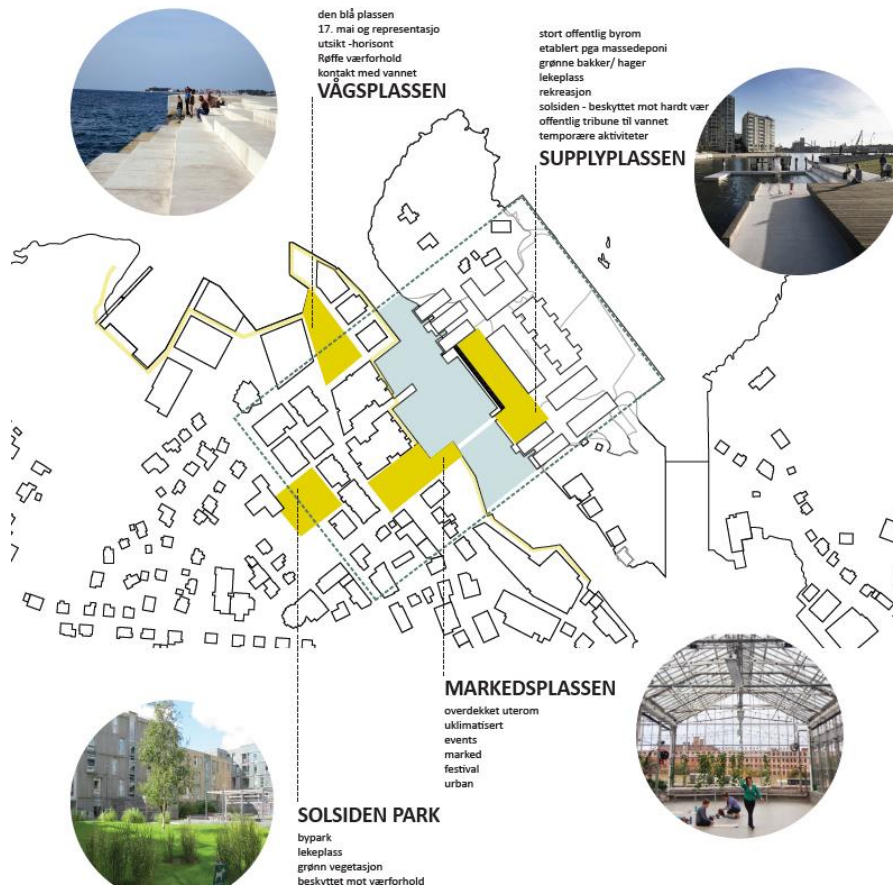 den blå plassen
17. mai og representasjo
utsikt -horisont
Røffe værforhold
kontakt med vannet
VÅGSPLASSEN
stort offentlig byrom
etablert pga massedeponi
grønne bakker/ hager
lekeplass
rekreasjon
solsiden - beskyttet mot hardt vær
offentlig tribune til vannet
temporære aktiviteter
SUPPLYPLASSEN
MARKEDSPLASSEN
overdekket uterom
uklimatisert
events
marked
festival
urban
SOLSIDEN PARK
bypark
lekeplass
grønn vegetasjon
beskyttet mot værforhold